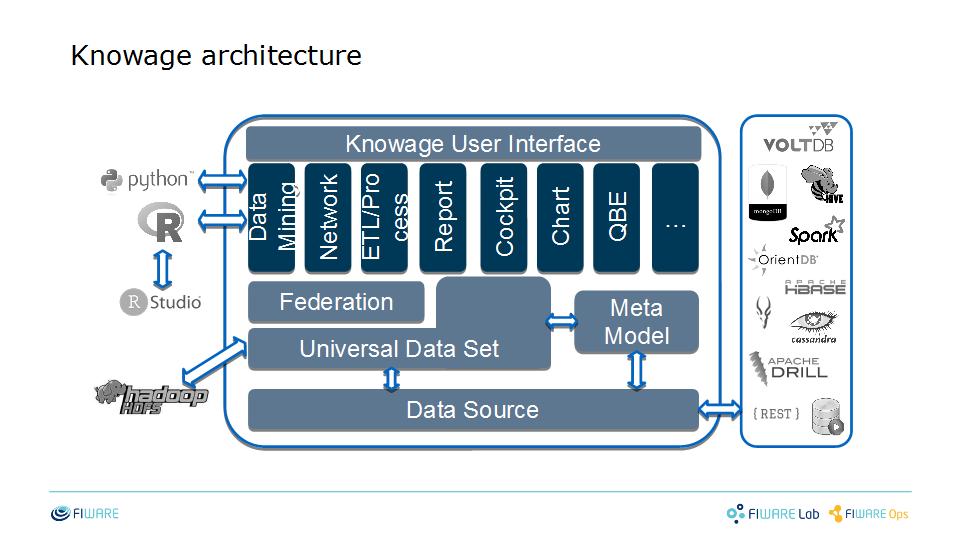 Knowage architecture
Knowage User Interface
python™
R
R Studio
hadoop
HDFS
Data
Mining
Network
ETL/Pro
cess
Report
Cockpit
Chart
QBE
...
Federation
Universal Data Set
Meta
Model
Data Source
VOLTDB
mongoDB
HIVE
Spark
OrientDB
APACHE
HBASE
cassandra
APACHE
DRILL
{ REST }
FIWARE
FIWARE Lab
FIWARE Ops